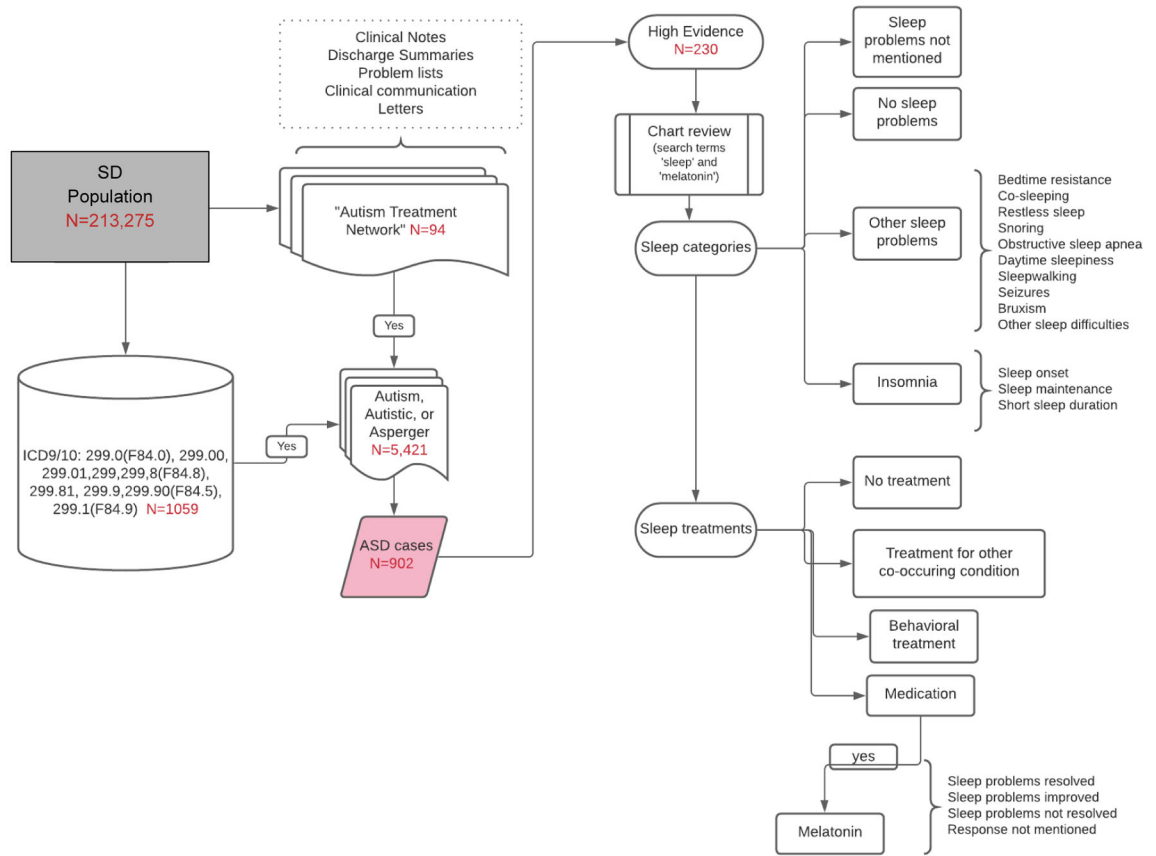 Clinical Notes
Discharge Summaries
Problem lists
Clinical communication
Letters
SD
Population
N=213,275
"Autism Treatment
Network" N=94
Yes
ICD9/10: 299.0(F84.0), 299.00,
299.01,299,299,8(F84.8),
299.81, 299.9,299.90(F84.5),
299.1(F84.9) N=1059
Yes
Autism,
Autistic, or
Asperger
N=5,421
ASD cases
N=902
High Evidence
N=230
Chart review
(search terms
'sleep' and
'melatonin')
Sleep categories
Sleep
problems not
mentioned
No sleep
problems
Other sleep
problems
Bedtime resistance
Co-sleeping
Restless sleep
Snoring
Obstructive sleep apnea
Daytime sleepiness
Sleepwalking
Seizures
Bruxism
Other sleep difficulties
Insomnia
Sleep onset
Sleep maintenance
Short sleep duration
Sleep treatments
No treatment
Treatment for other
co-occuring condition
Behavioral
treatment
Medication
yes
Melatonin
Sleep problems resolved
Sleep problems improved
Sleep problems not resolved
Response not mentioned